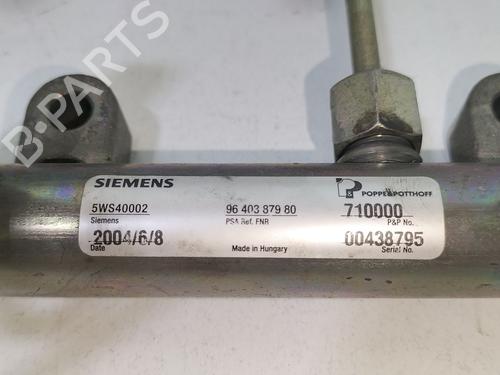 B-PARTS
SIEMENS
POPPE&POTTHOFF
5WS40002 96 403 879 80 710000
Siemens PSA Ref. FNR P&P No.
2004/6/8 00438795
Date Made in Hungary Serial No.